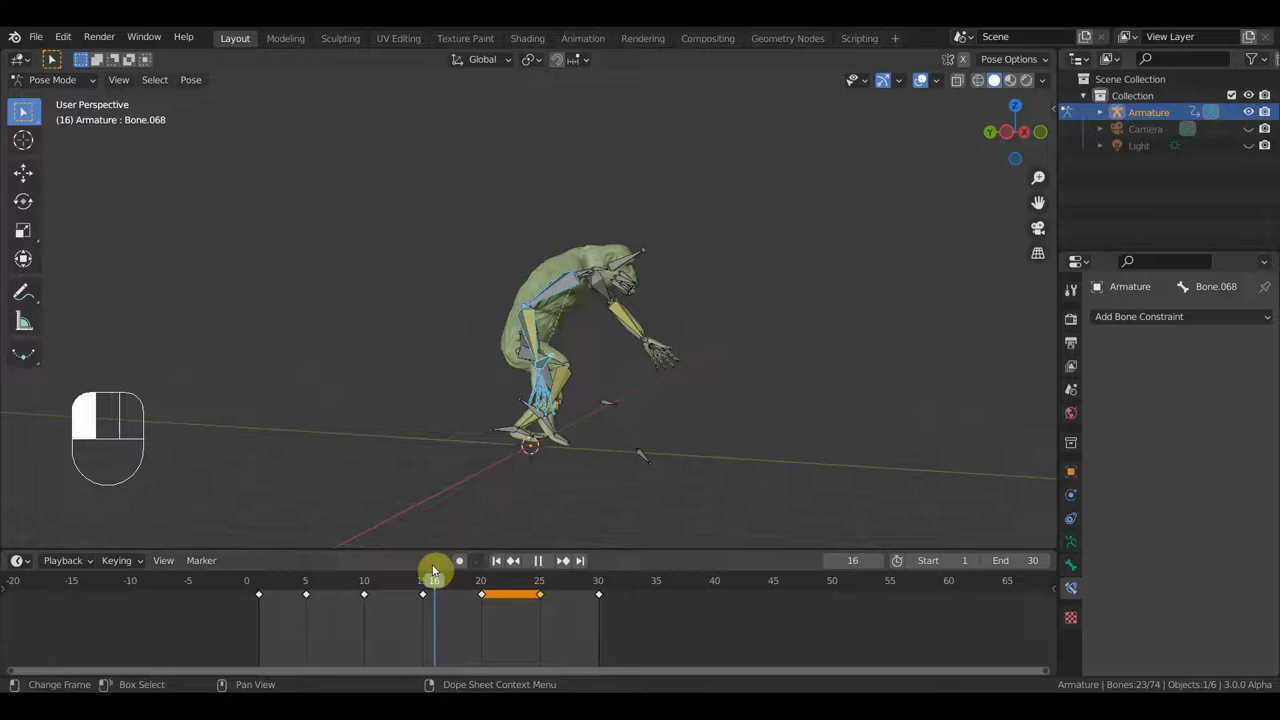 File Edit Render Window Help
Layout Modeling Sculpting UV Editing Texture Paint Shading Animation Rendering Compositing Geometry Nodes Scripting +
Scene
View Layer
Global
X
Pose Options
Pose Mode View Select Pose
User Perspective
(16) Armature : Bone.068
Z
Y
X
Scene Collection
Collection
Armature
Camera
Light
Armature
Bone.068
Add Bone Constraint
Playback Keying View Marker
16
Start 1
End 30
-20 -15 -10 -5 0 5 10 16 20 25 30 35 40 45 50 55 60 65
Change Frame
Box Select
Pan View
Dope Sheet Context Menu
Armature | Bones:23/74 | Objects:1/6 | 3.0.0 Alpha